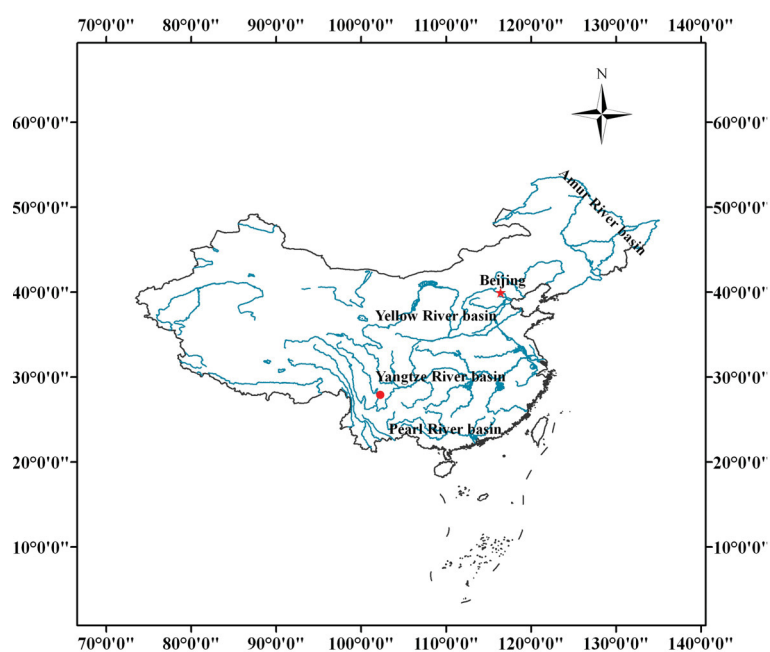 70°0'0" 80°0'0" 90°0'0" 100°0'0" 110°0'0" 120°0'0" 130°0'0" 140°0'0"
N
60°0'0" 60°0'0"
50°0'0" 50°0'0"
Amur River basin
Beijing
40°0'0" 40°0'0"
Yellow River basin
30°0'0" 30°0'0"
Yangtze River basin
Pearl River basin
20°0'0" 20°0'0"
10°0'0" 10°0'0"
70°0'0" 80°0'0" 90°0'0" 100°0'0" 110°0'0" 120°0'0" 130°0'0" 140°0'0"